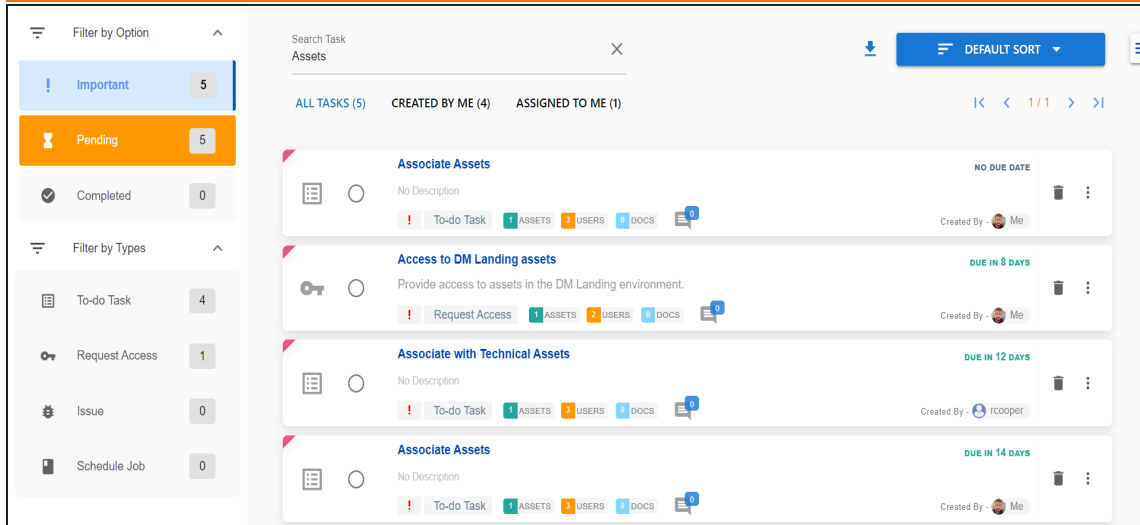 Filter by Option
Important 5
Pending 5
Completed 0
Filter by Types
To-do Task 4
Request Access 1
Issue 0
Schedule Job 0
Search Task
Assets
DEFAULT SORT
ALL TASKS (5) CREATED BY ME (4) ASSIGNED TO ME (1) 1 / 1
Associate Assets NO DUE DATE
No Description
! To-do Task 1 ASSETS 3 USERS 0 DOCS 0 Created By - Me
Access to DM Landing assets DUE IN 8 DAYS
Provide access to assets in the DM Landing environment.
! Request Access 1 ASSETS 2 USERS 0 DOCS 0 Created By - Me
Associate with Technical Assets DUE IN 12 DAYS
No Description
! To-do Task 1 ASSETS 3 USERS 0 DOCS 0 Created By - rcooper
Associate Assets DUE IN 14 DAYS
No Description
! To-do Task 1 ASSETS 3 USERS 0 DOCS 0 Created By - Me